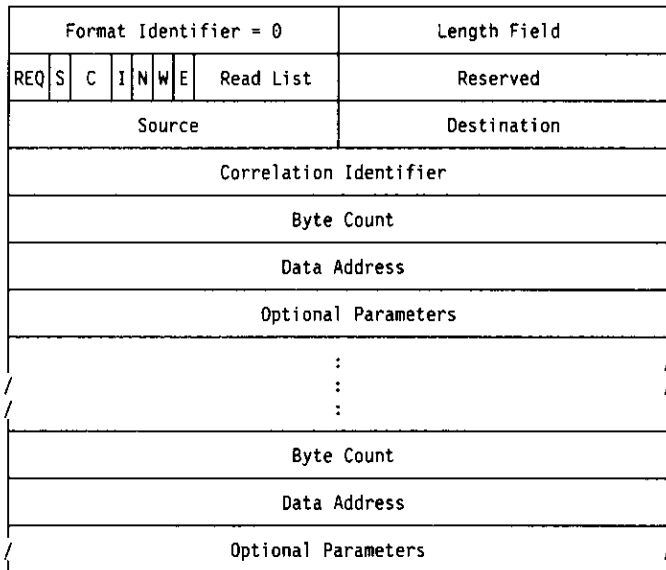 Format Identifier = 0 Length Field
REQ S C I N W E Read List Reserved
Source Destination
Correlation Identifier
Byte Count
Data Address
Optional Parameters
:
:
:
Byte Count
Data Address
Optional Parameters